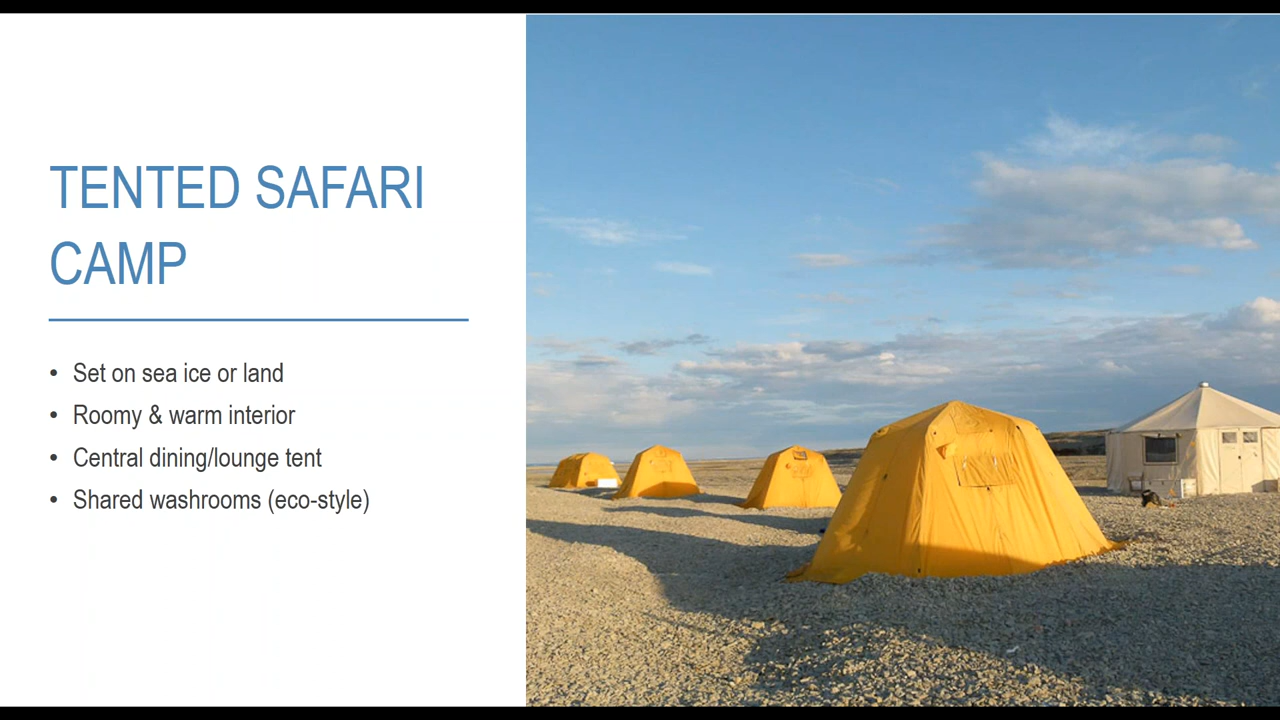 TENTED SAFARI
CAMP
• Set on sea ice or land
• Roomy & warm interior
• Central dining/lounge tent
• Shared washrooms (eco-style)